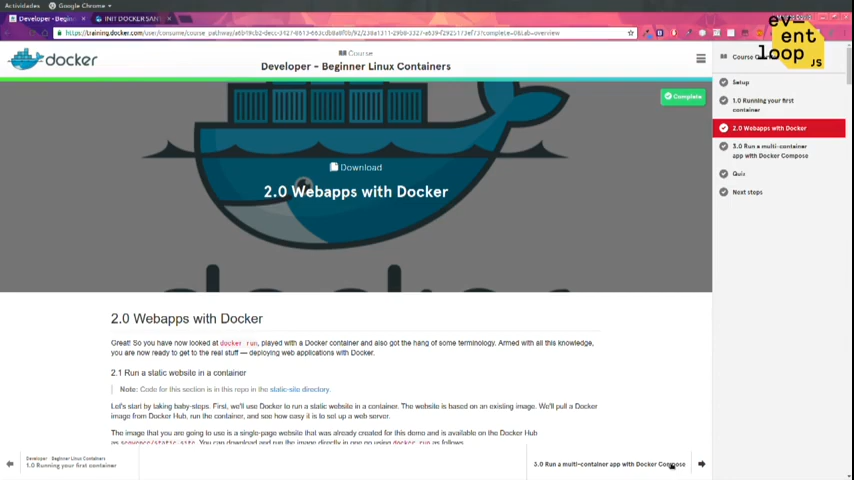 Actividades
Google Chrome
Developer - Beginn
INIT DOCKER SAN
docker
Course
Developer - Beginner Linux Containers
ev
ent
loop
JS
Complete
Download
2.0 Webapps with Docker
Setup
1.0 Running your first
container
2.0 Webapps with Docker
3.0 Run a multi-container
app with Docker Compose
Quiz
Next steps
2.0 Webapps with Docker
Great! So you have now looked at docker run, played with a Docker container and also got the hang of some terminology. Armed with all this knowledge,
you are now ready to get to the real stuff — deploying web applications with Docker.
2.1 Run a static website in a container
Note: Code for this section is in this repo in the static-site directory.
Let's start by taking baby-steps. First, we'll use Docker to run a static website in a container. The website is based on an existing image. We'll pull a Docker
image from Docker Hub, run the container, and see how easy it is to set up a web server.
The image that you are going to use is a single-page website that was already created for this demo and is available on the Docker Hub
as seqvence/static-site. You can download and run the image directly in one go using docker run as follows.
Developer - Beginner Linux Containers
1.0 Running your first container
3.0 Run a multi-container app with Docker Compose